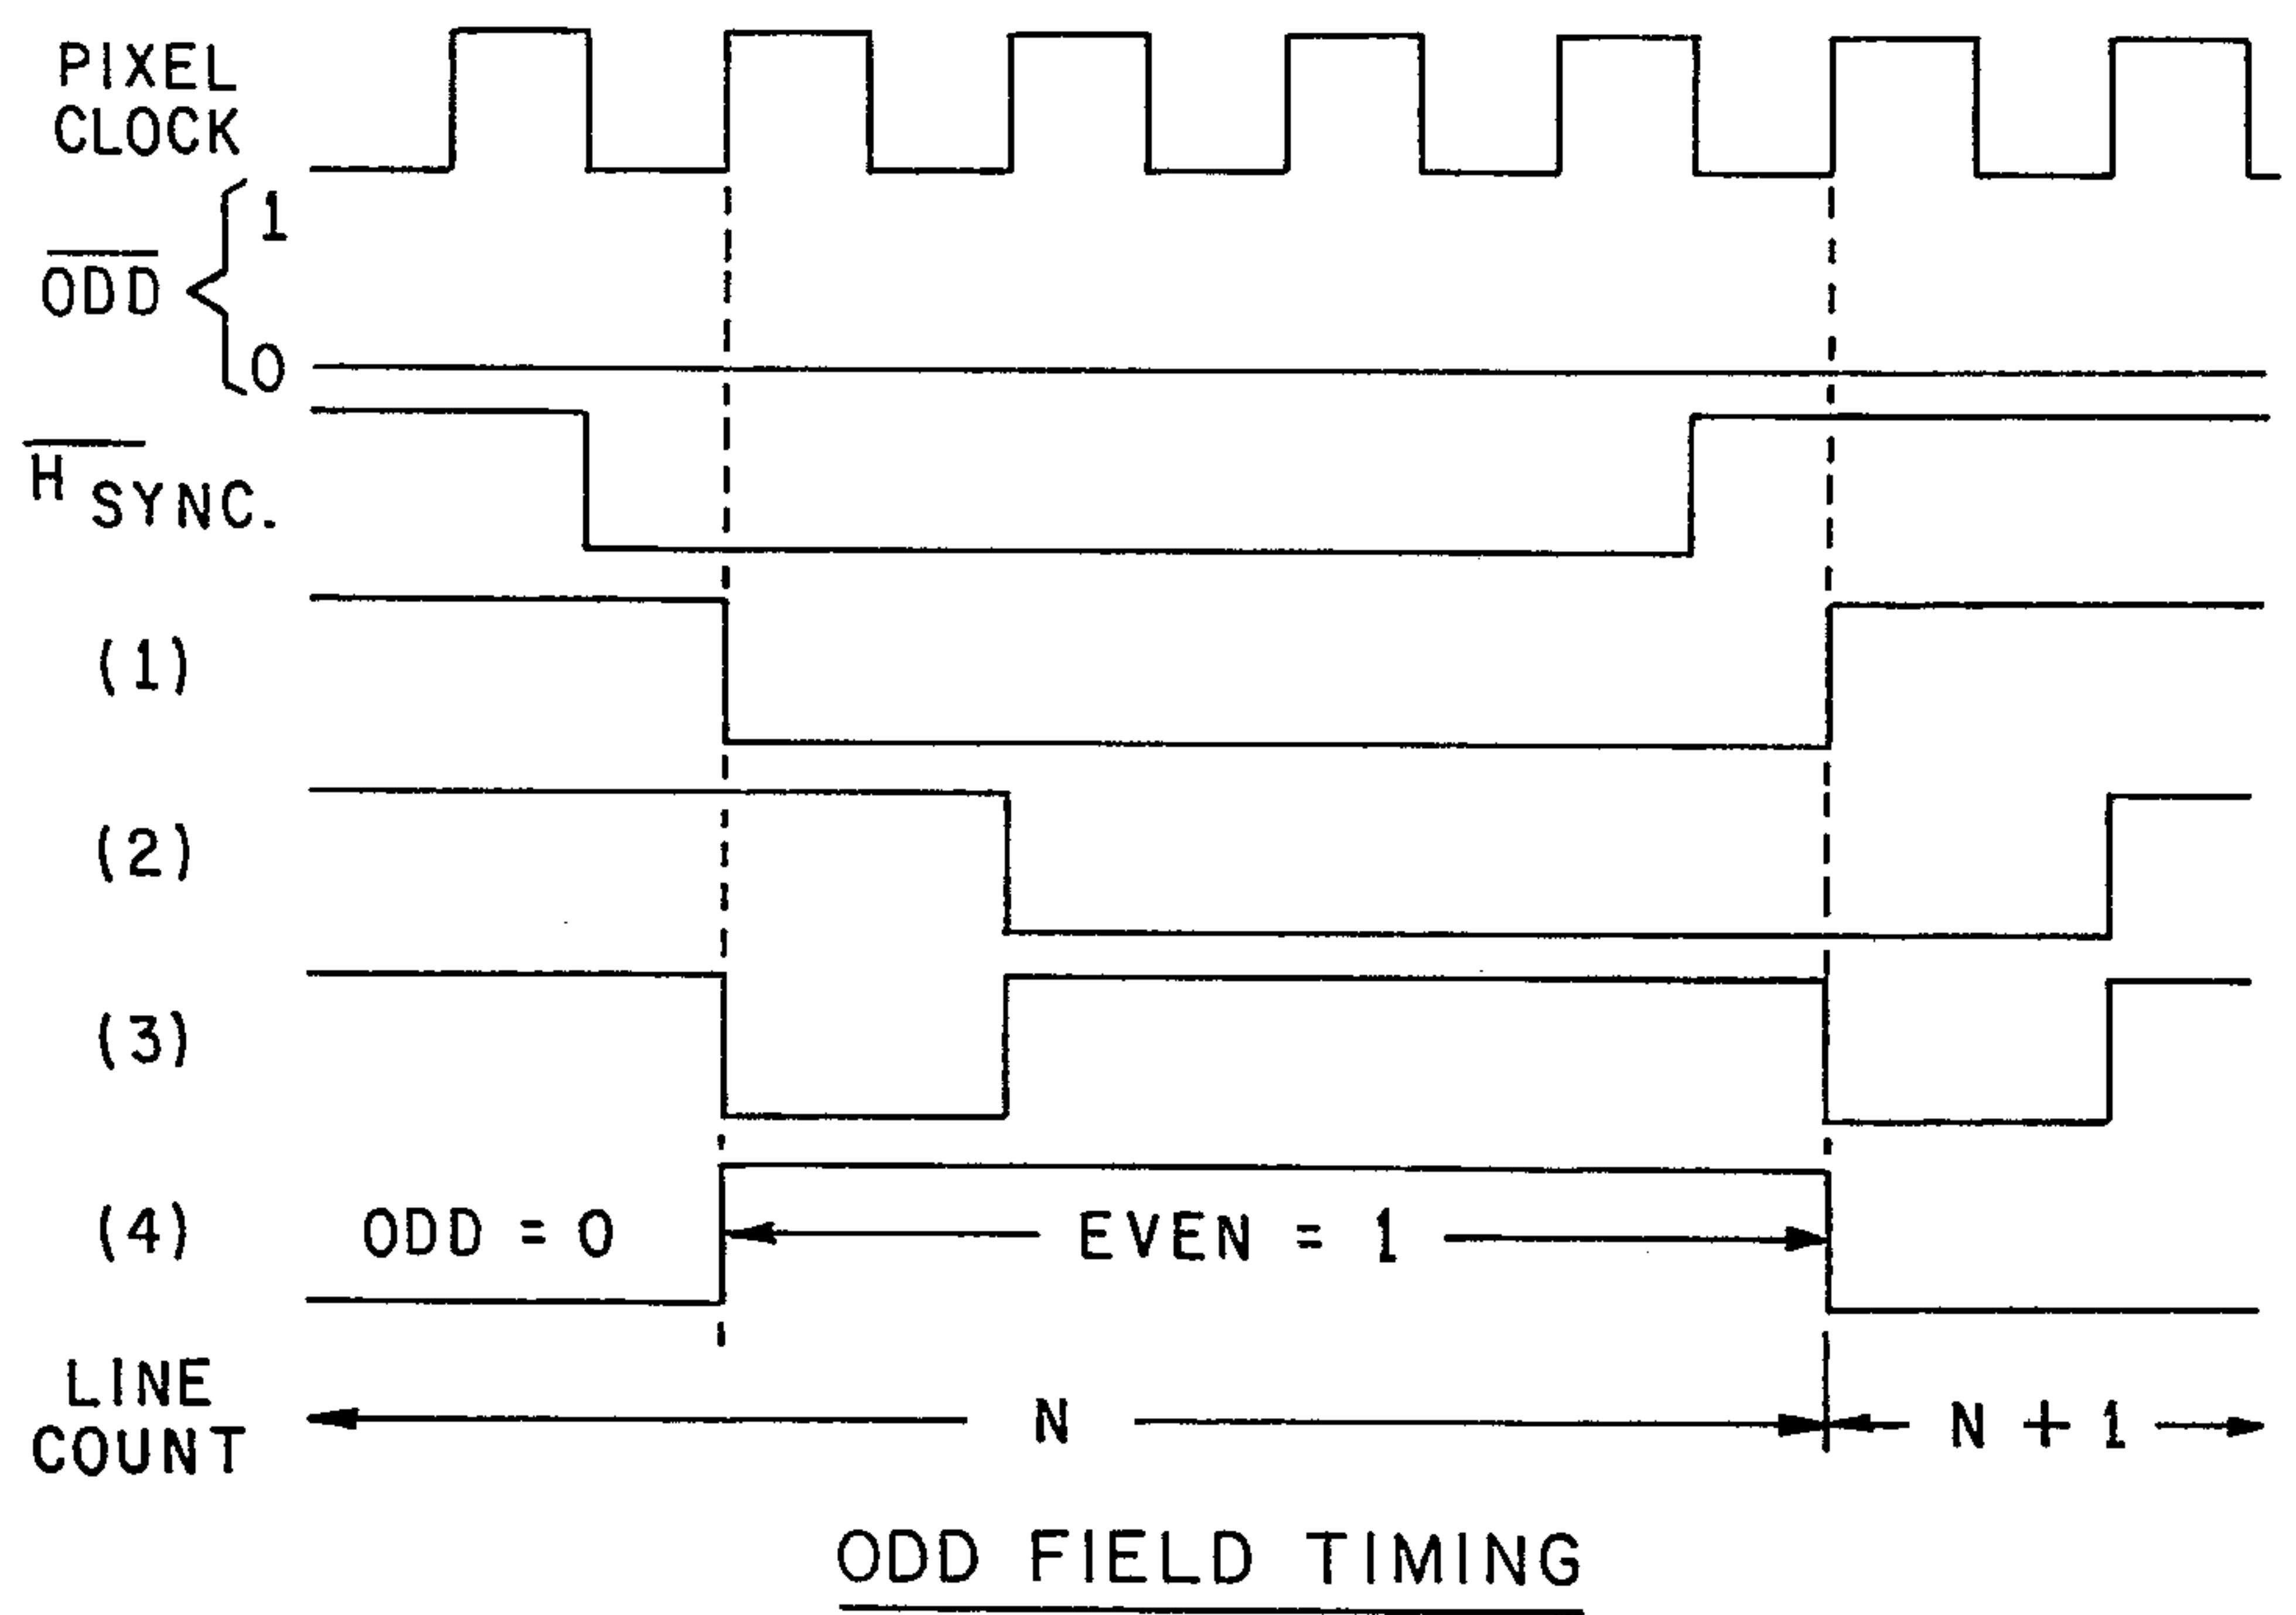 PIXEL
CLOCK
1
O̅D̅D̅
0
H̅ SYNC.
(1)
(2)
(3)
(4) ODD = 0 EVEN = 1
LINE
COUNT N N + 1
ODD FIELD TIMING